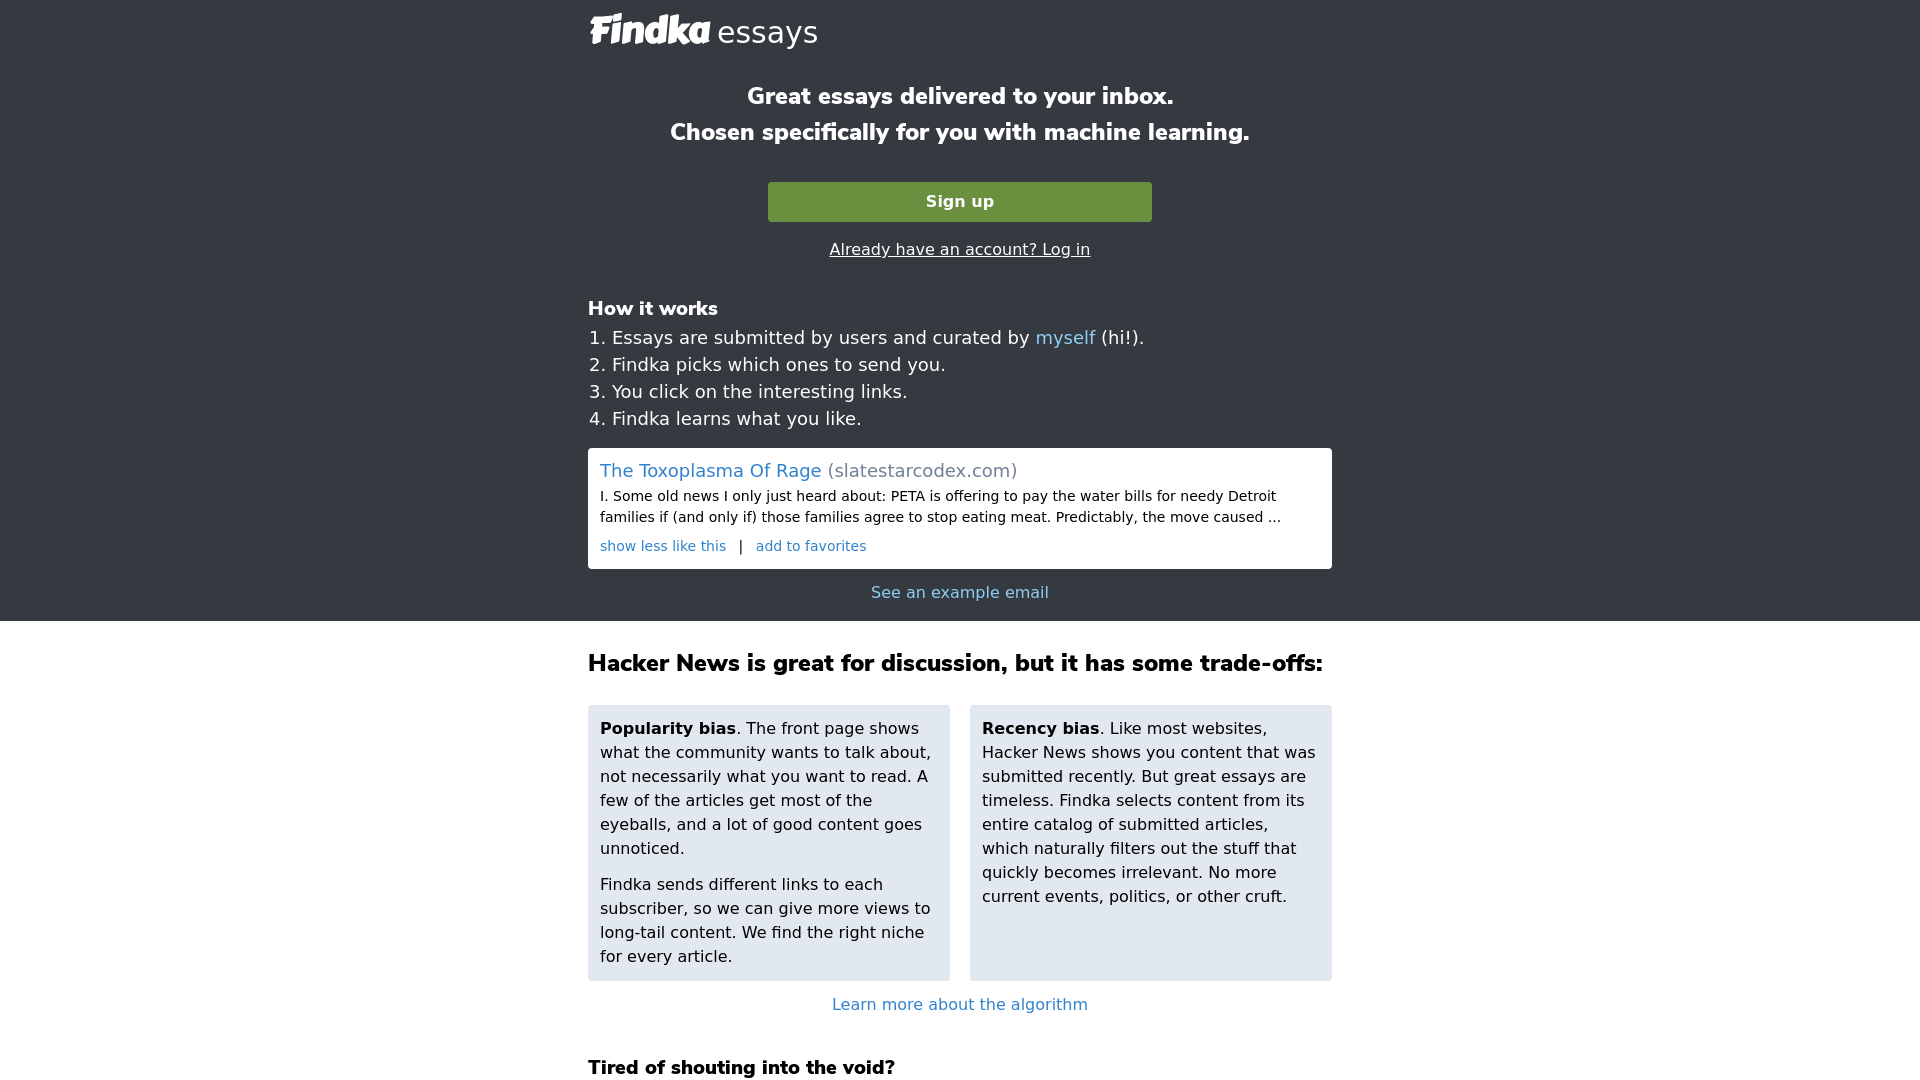 Findka essays
Great essays delivered to your inbox.
Chosen specifically for you with machine learning.
Sign up
Already have an account? Log in
How it works
1. Essays are submitted by users and curated by myself (hi!).
2. Findka picks which ones to send you.
3. You click on the interesting links.
4. Findka learns what you like.
The Toxoplasma Of Rage (slatestarcodex.com)
I. Some old news I only just heard about: PETA is offering to pay the water bills for needy Detroit
families if (and only if) those families agree to stop eating meat. Predictably, the move caused ...
show less like this | add to favorites
See an example email
Hacker News is great for discussion, but it has some trade-offs:
Popularity bias. The front page shows
what the community wants to talk about,
not necessarily what you want to read. A
few of the articles get most of the
eyeballs, and a lot of good content goes
unnoticed.
Findka sends different links to each
subscriber, so we can give more views to
long-tail content. We find the right niche
for every article.
Recency bias. Like most websites,
Hacker News shows you content that was
submitted recently. But great essays are
timeless. Findka selects content from its
entire catalog of submitted articles,
which naturally filters out the stuff that
quickly becomes irrelevant. No more
current events, politics, or other cruft.
Learn more about the algorithm
Tired of shouting into the void?